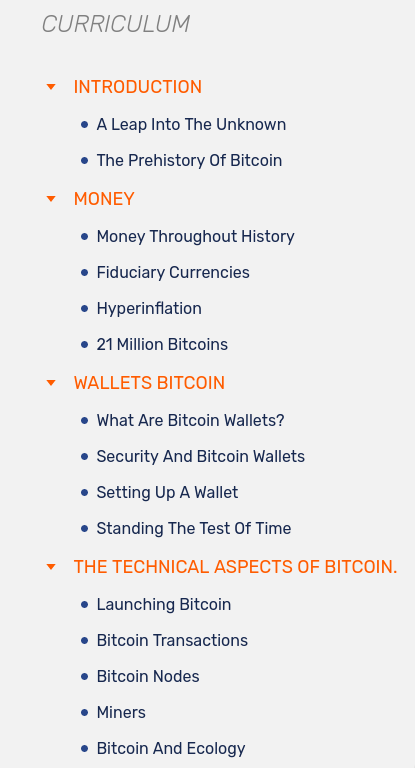 CURRICULUM
INTRODUCTION
A Leap Into The Unknown
The Prehistory Of Bitcoin
MONEY
Money Throughout History
Fiduciary Currencies
Hyperinflation
21 Million Bitcoins
WALLETS BITCOIN
What Are Bitcoin Wallets?
Security And Bitcoin Wallets
Setting Up A Wallet
Standing The Test Of Time
THE TECHNICAL ASPECTS OF BITCOIN.
Launching Bitcoin
Bitcoin Transactions
Bitcoin Nodes
Miners
Bitcoin And Ecology